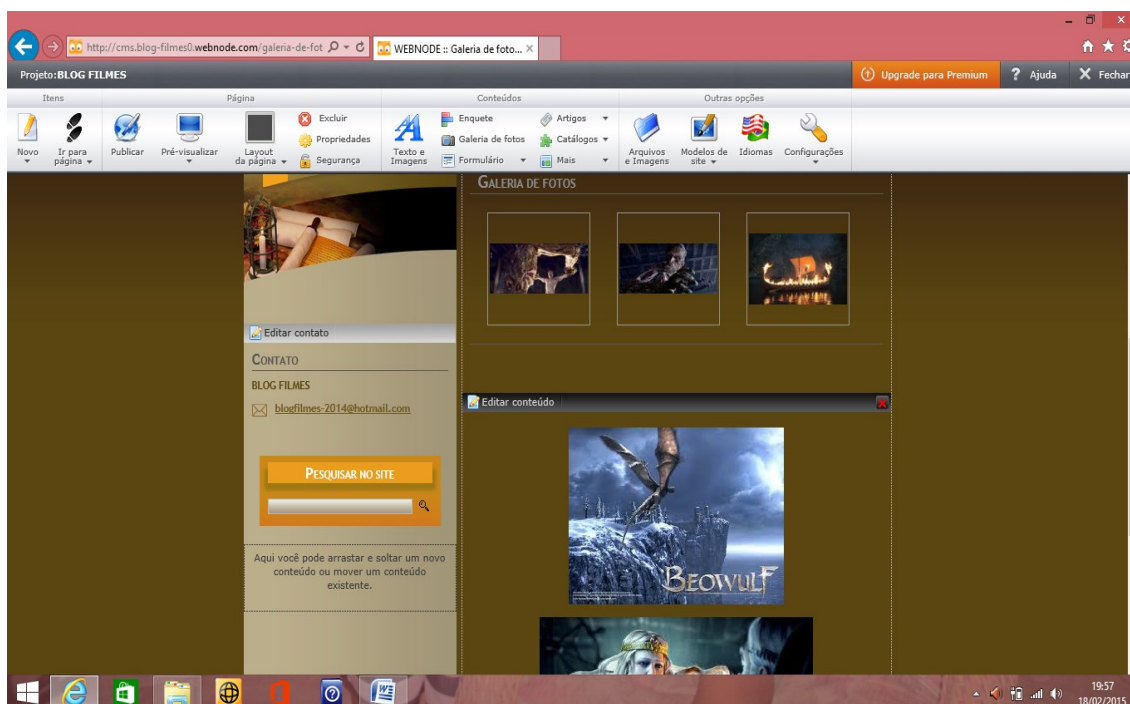 http://cms.blog-filmes0.webnode.com/galeria-de-fot
WEBNODE :: Galeria de foto...
Projeto:BLOG FILMES
Upgrade para Premium
? Ajuda
X Fechar
Itens
Página
Conteúdos
Outras opções
Novo
Ir para página
Publicar
Pré-visualizar
Layout da página
Excluir
Propriedades
Segurança
Texto e Imagens
Enquete
Galeria de fotos
Formulário
Artigos
Catálogos
Mais
Arquivos e Imagens
Modelos de site
Idiomas
Configurações
GALERIA DE FOTOS
Editar contato
CONTATO
BLOG FILMES
blogfilmes-2014@hotmail.com
PESQUISAR NO SITE
Aqui você pode arrastar e soltar um novo
conteúdo ou mover um conteúdo
existente.
Editar conteúdo
BEOWULF
19:57
18/02/2015